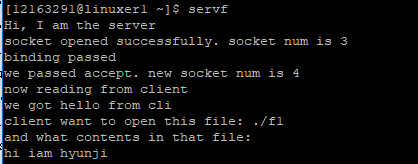 [12163291@linuxer1 ~]$ servf
Hi, I am the server
socket opened successfully. socket num is 3
binding passed
we passed accept. new socket num is 4
now reading from client
we got hello from cli
client want to open this file: ./f1
and what contents in that file:
hi iam hyunji